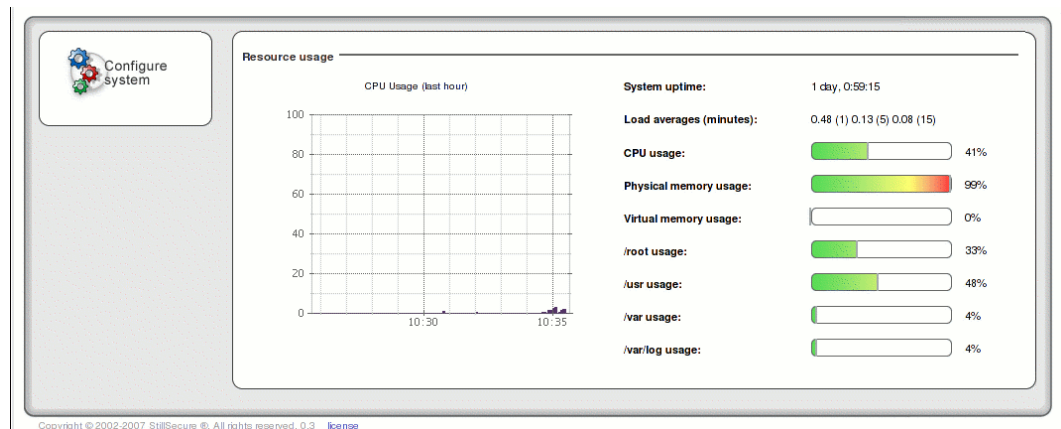 Configure
system
Resource usage
CPU Usage (last hour)
100
80
60
40
20
0
10:30 10:35
System uptime: 1 day, 0:59:15
Load averages (minutes): 0.48 (1) 0.13 (5) 0.08 (15)
CPU usage: 41%
Physical memory usage: 99%
Virtual memory usage: 0%
/root usage: 33%
/usr usage: 48%
/var usage: 4%
/var/log usage: 4%
Copyright © 2002-2007 StillSecure ®. All rights reserved. 0.3 license